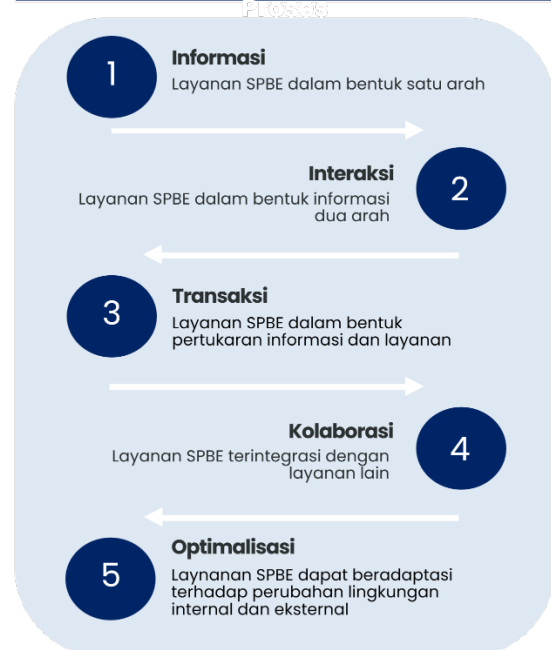 Proses
1
Informasi
Layanan SPBE dalam bentuk satu arah
Interaksi
2
Layanan SPBE dalam bentuk informasi
dua arah
3
Transaksi
Layanan SPBE dalam bentuk
pertukaran informasi dan layanan
Kolaborasi
4
Layanan SPBE terintegrasi dengan
layanan lain
5
Optimalisasi
Laynanan SPBE dapat beradaptasi
terhadap perubahan lingkungan
internal dan eksternal